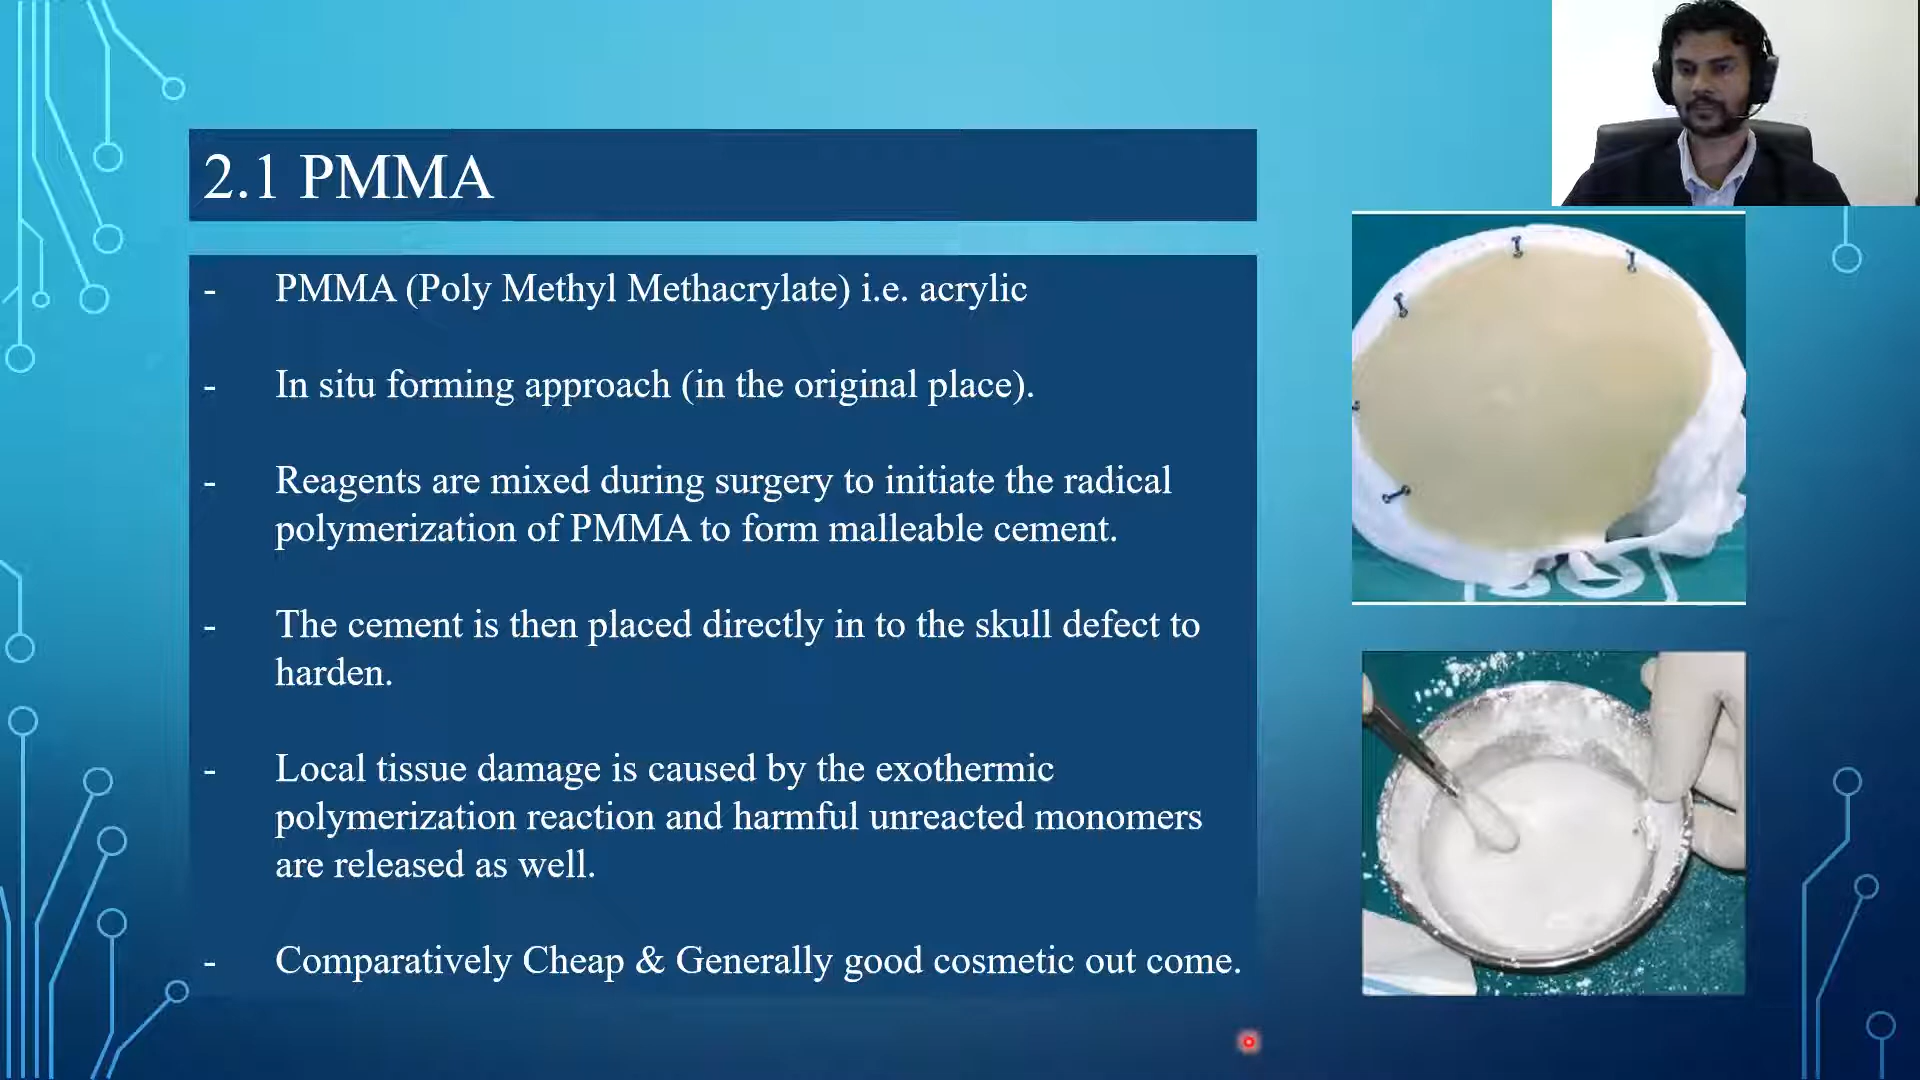 2.1 PMMA
- PMMA (Poly Methyl Methacrylate) i.e. acrylic
- In situ forming approach (in the original place).
- Reagents are mixed during surgery to initiate the radical
polymerization of PMMA to form malleable cement.
- The cement is then placed directly in to the skull defect to
harden.
- Local tissue damage is caused by the exothermic
polymerization reaction and harmful unreacted monomers
are released as well.
- Comparatively Cheap & Generally good cosmetic out come.